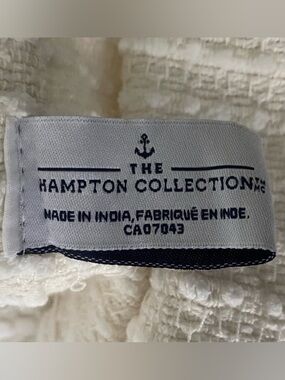 THE
HAMPTON COLLECTION
MADE IN INDIA, FABRIQUÉ EN INDE.
CA07043